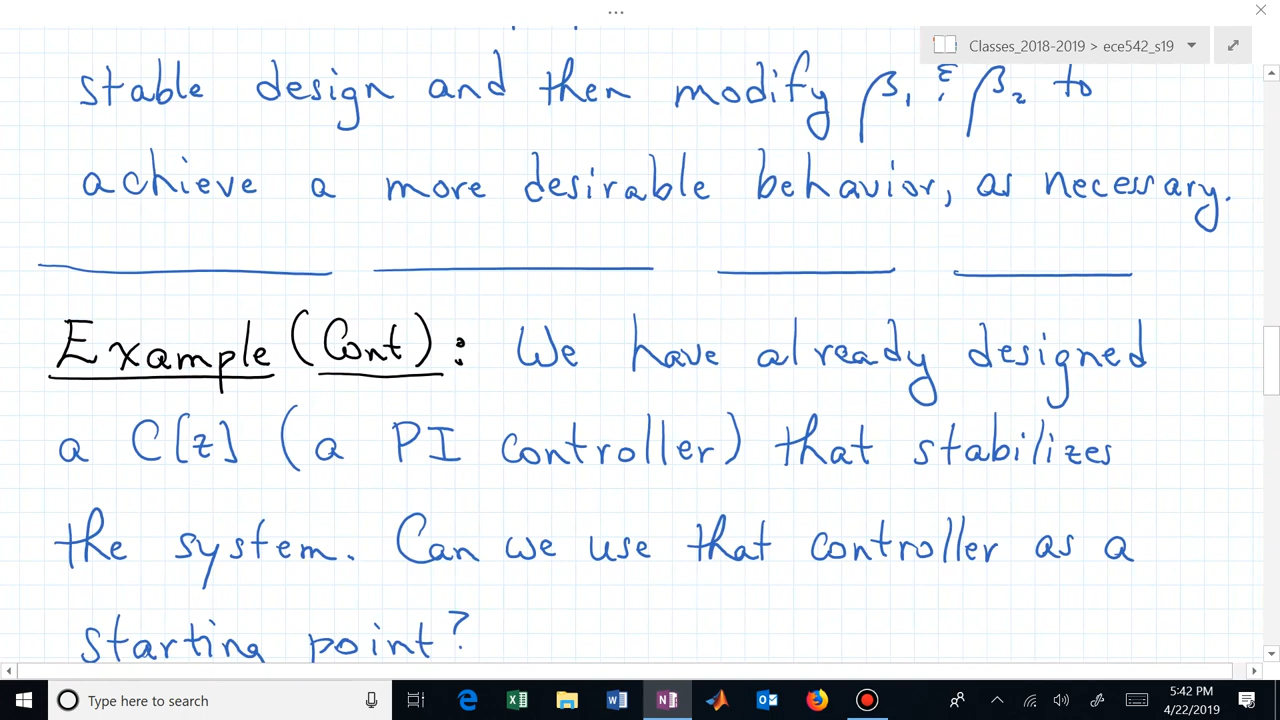 ...
Classes_2018-2019 > ece542_s19
stable design and then modify β₁ & β₂ to
achieve a more desirable behavior, as necessary.
Example (Cont): We have already designed
a C[z] (a PI controller) that stabilizes
the system. Can we use that controller as a
starting point?
Type here to search
5:42 PM
4/22/2019